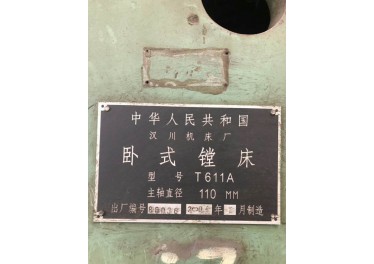 中华人民共和国
汉川机床厂
卧式镗床
型号 T611A
主轴直径 110 MM
出厂编号 年 月制造